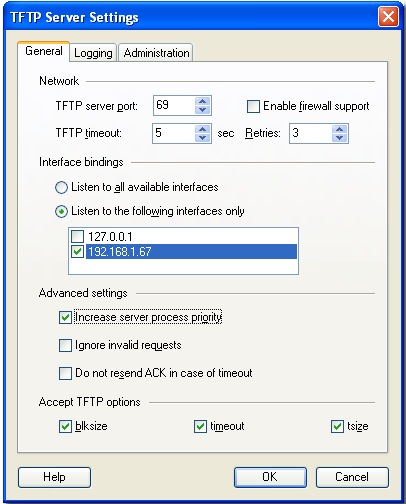 TFTP Server Settings
General Logging Administration
Network
TFTP server port: 69 Enable firewall support
TFTP timeout: 5 sec Retries: 3
Interface bindings
Listen to all available interfaces
Listen to the following interfaces only
127.0.0.1
192.168.1.67
Advanced settings
Increase server process priority
Ignore invalid requests
Do not resend ACK in case of timeout
Accept TFTP options
blksize timeout tsize
Help OK Cancel